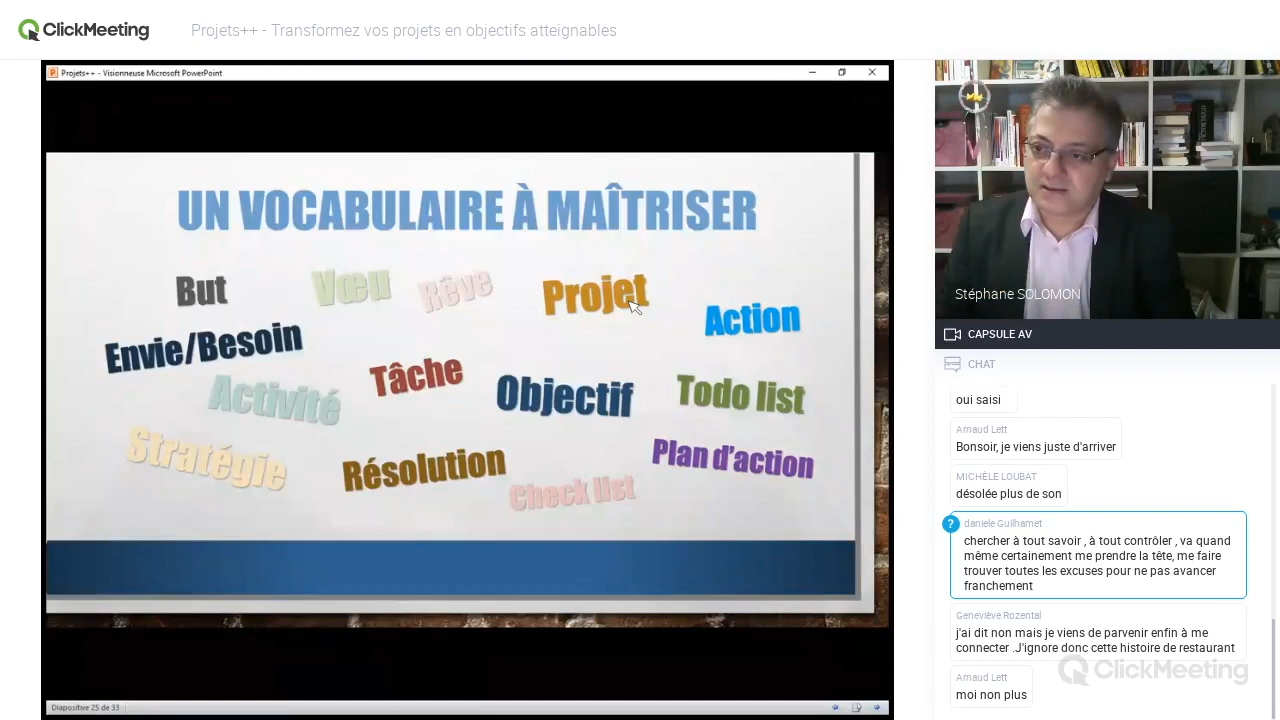 ClickMeeting
Projets++ - Transformez vos projets en objectifs atteignables
Projets++ - Visionneuse Microsoft PowerPoint
UN VOCABULAIRE À MAÎTRISER
But
Vœu
Rêve
Projet
Action
Envie/Besoin
Tâche
Activité
Objectif
Todo list
Stratégie
Résolution
Plan d'action
Check list
Diapositive 25 de 33
Stéphane SOLOMON
CAPSULE AV
CHAT
oui saisi
Arnaud Lett
Bonsoir, je viens juste d'arriver
MICHÈLE LOUBAT
désolée plus de son
?
daniele Guilhamet
chercher à tout savoir , à tout contrôler , va quand
même certainement me prendre la tête, me faire
trouver toutes les excuses pour ne pas avancer
franchement
Geneviève Rozental
j'ai dit non mais je viens de parvenir enfin à me
connecter .J'ignore donc cette histoire de restaurant
ClickMeeting
Arnaud Lett
moi non plus